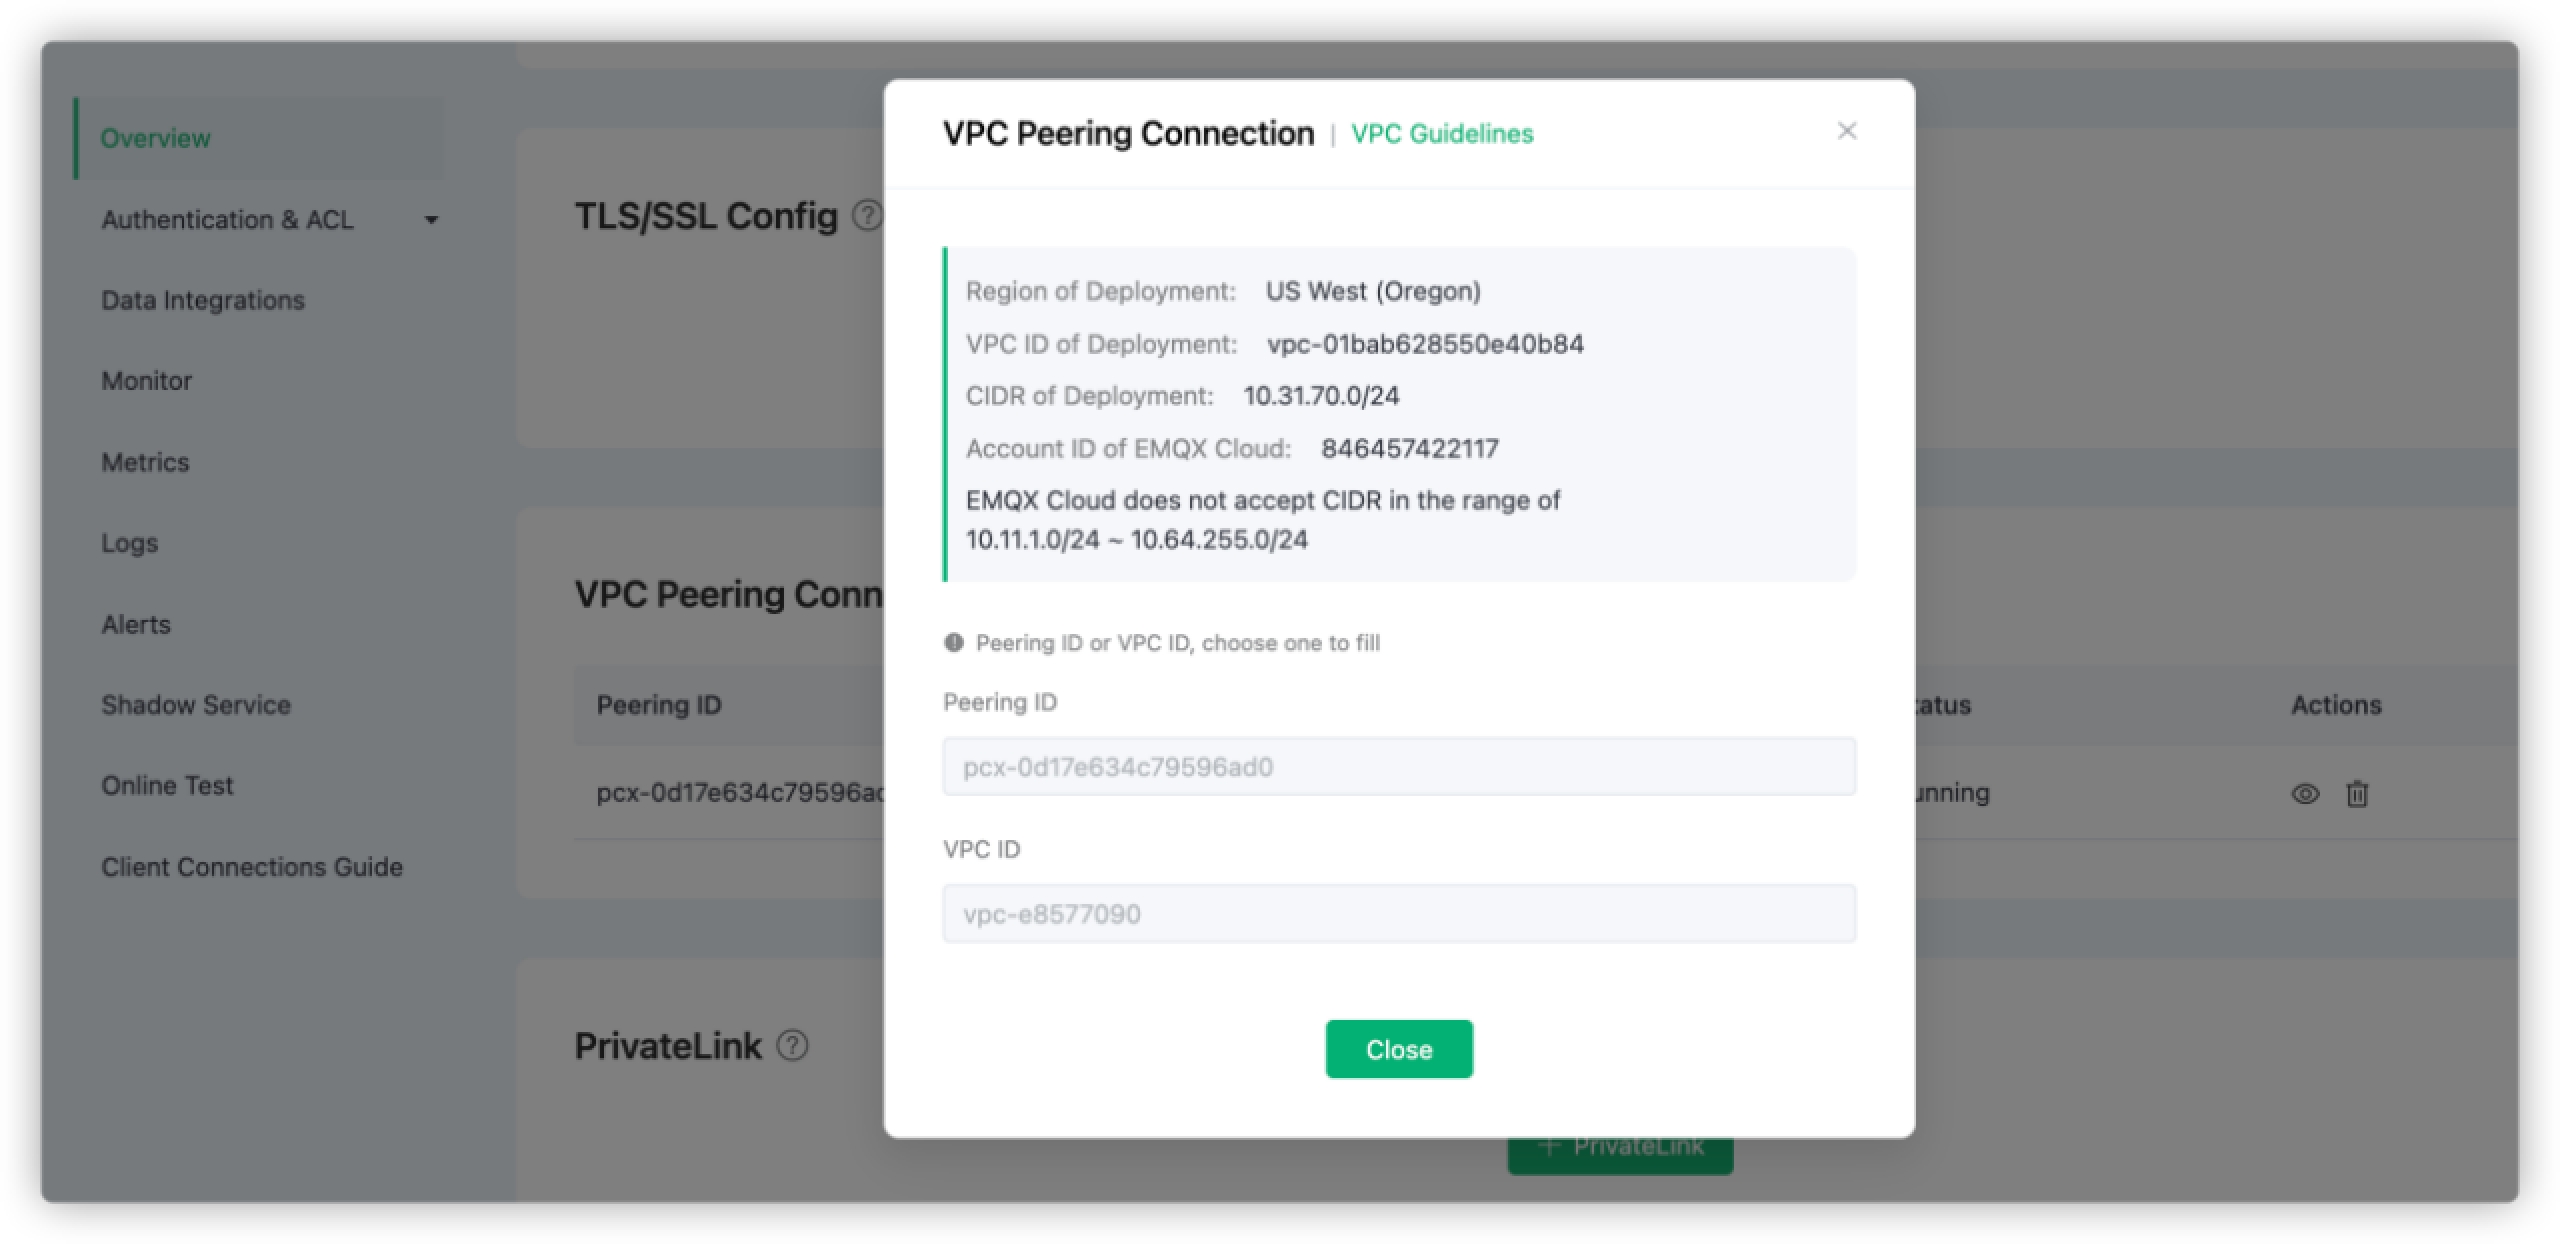 Overview
Authentication & ACL
Data Integrations
Monitor
Metrics
Logs
Alerts
Shadow Service
Online Test
Client Connections Guide
TLS/SSL Config
VPC Peering Conn
Peering ID
tatus
Actions
pcx-0d17e634c79596ad
unning
PrivateLink
+ PrivateLink
VPC Peering Connection | VPC Guidelines
Region of Deployment: US West (Oregon)
VPC ID of Deployment: vpc-01bab628550e40b84
CIDR of Deployment: 10.31.70.0/24
Account ID of EMQX Cloud: 846457422117
EMQX Cloud does not accept CIDR in the range of
10.11.1.0/24 ~ 10.64.255.0/24
Peering ID or VPC ID, choose one to fill
Peering ID
pcx-0d17e634c79596ad0
VPC ID
vpc-e8577090
Close